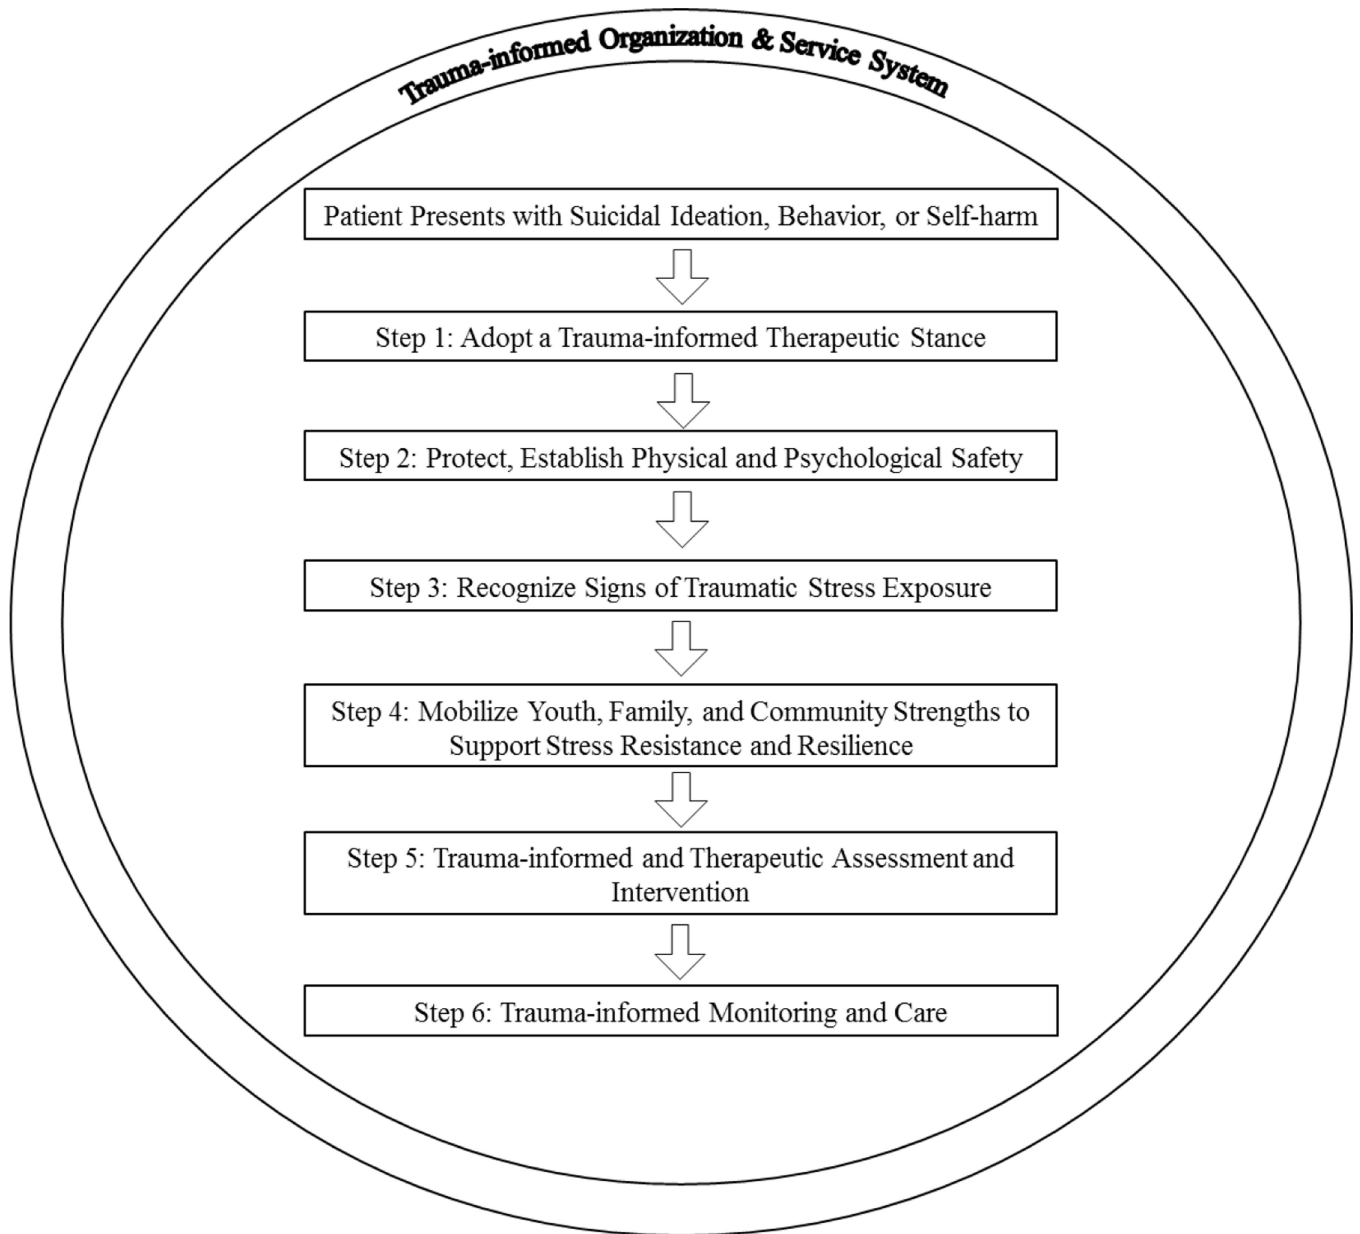 Trauma-informed Organization & Service System
Patient Presents with Suicidal Ideation, Behavior, or Self-harm
Step 1: Adopt a Trauma-informed Therapeutic Stance
Step 2: Protect, Establish Physical and Psychological Safety
Step 3: Recognize Signs of Traumatic Stress Exposure
Step 4: Mobilize Youth, Family, and Community Strengths to
Support Stress Resistance and Resilience
Step 5: Trauma-informed and Therapeutic Assessment and
Intervention
Step 6: Trauma-informed Monitoring and Care